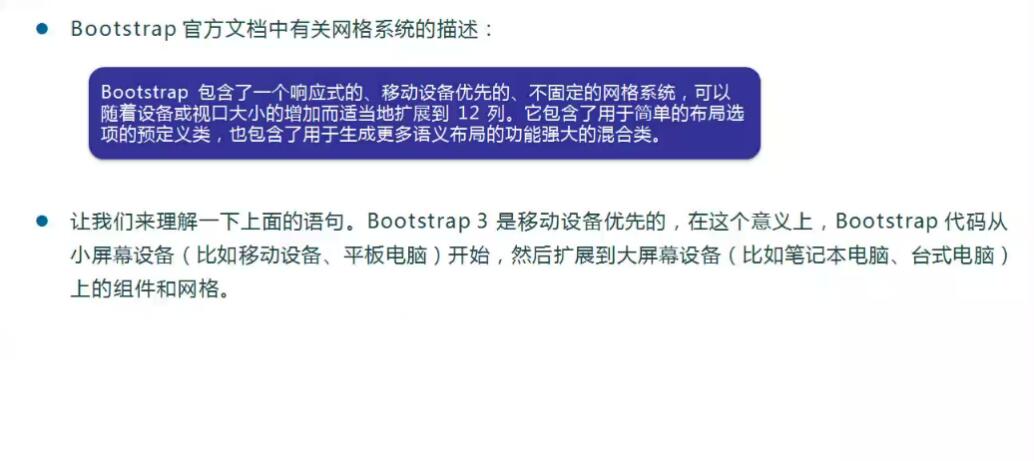 Bootstrap 官方文档中有关网格系统的描述：
Bootstrap 包含了一个响应式的、移动设备优先的、不固定的网格系统，可以
随着设备或视口大小的增加而适当地扩展到 12 列。它包含了用于简单的布局选
项的预定义类，也包含了用于生成更多语义布局的功能强大的混合类。
让我们来理解一下上面的语句。Bootstrap 3 是移动设备优先的，在这个意义上，Bootstrap 代码从
小屏幕设备（比如移动设备、平板电脑）开始，然后扩展到大屏幕设备（比如笔记本电脑、台式电脑）
上的组件和网格。